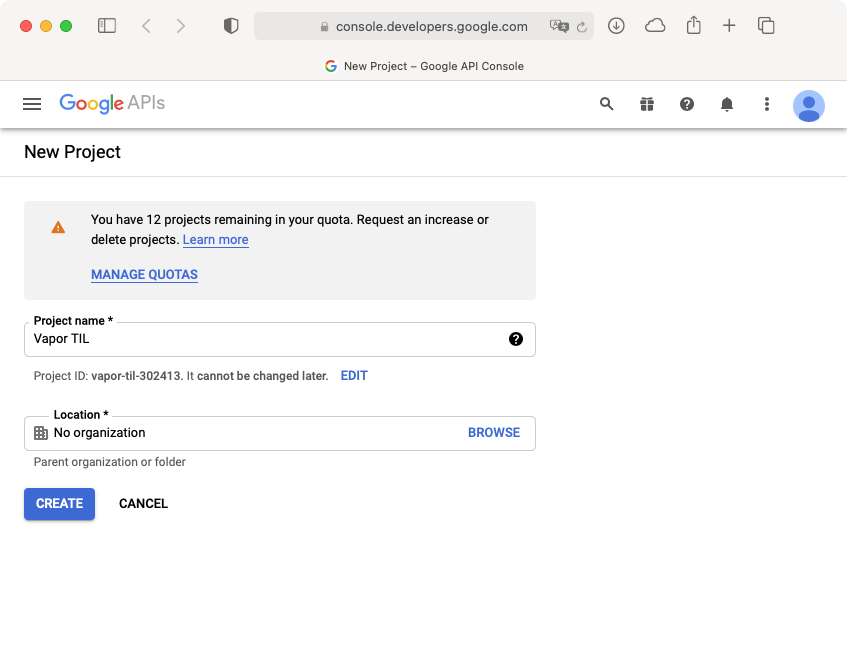 console.developers.google.com
New Project – Google API Console
Google APIs
New Project
You have 12 projects remaining in your quota. Request an increase or
delete projects. Learn more
MANAGE QUOTAS
Project name *
Vapor TIL
Project ID: vapor-til-302413. It cannot be changed later. EDIT
Location *
No organization BROWSE
Parent organization or folder
CREATE CANCEL